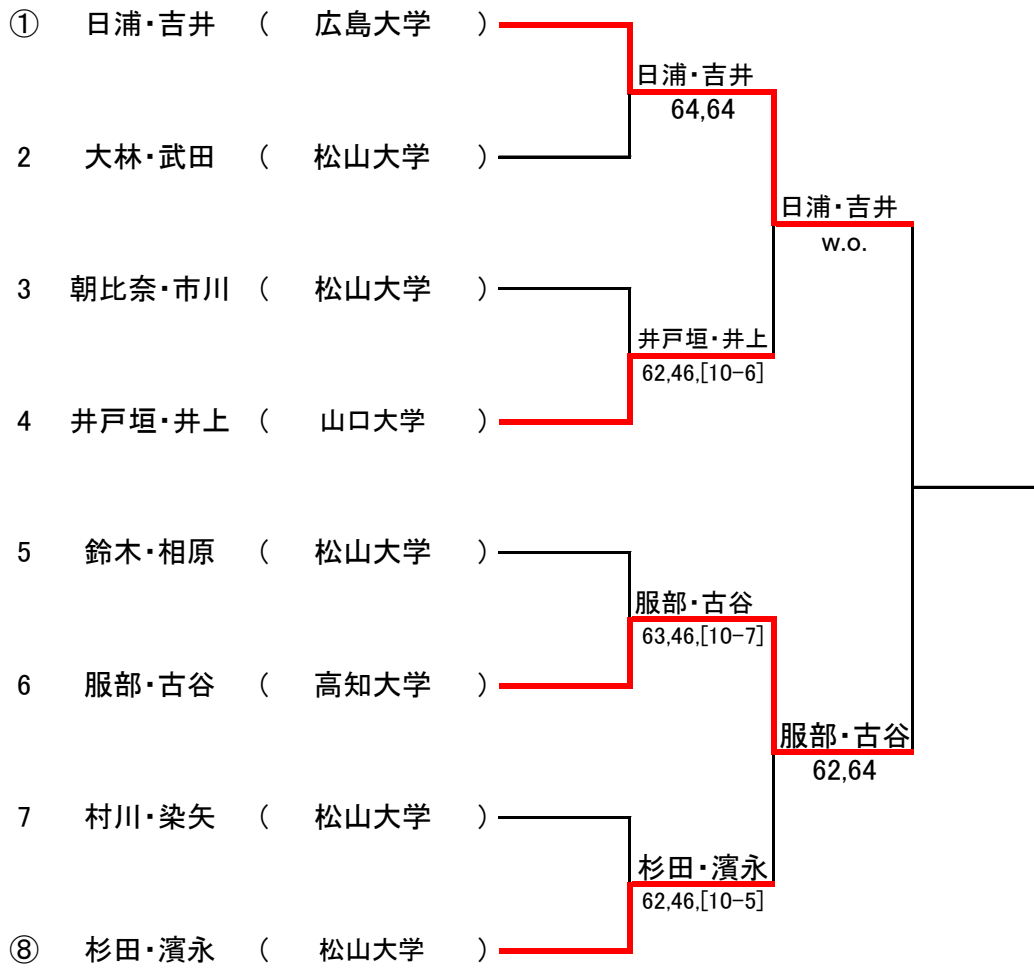 ① 日浦・吉井 ( 広島大学 )
日浦・吉井
64,64
2 大林・武田 ( 松山大学 )
日浦・吉井
w.o.
3 朝比奈・市川 ( 松山大学 )
井戸垣・井上
62,46,[10-6]
4 井戸垣・井上 ( 山口大学 )
5 鈴木・相原 ( 松山大学 )
服部・古谷
63,46,[10-7]
6 服部・古谷 ( 高知大学 )
服部・古谷
62,64
7 村川・染矢 ( 松山大学 )
杉田・濱永
62,46,[10-5]
⑧ 杉田・濱永 ( 松山大学 )